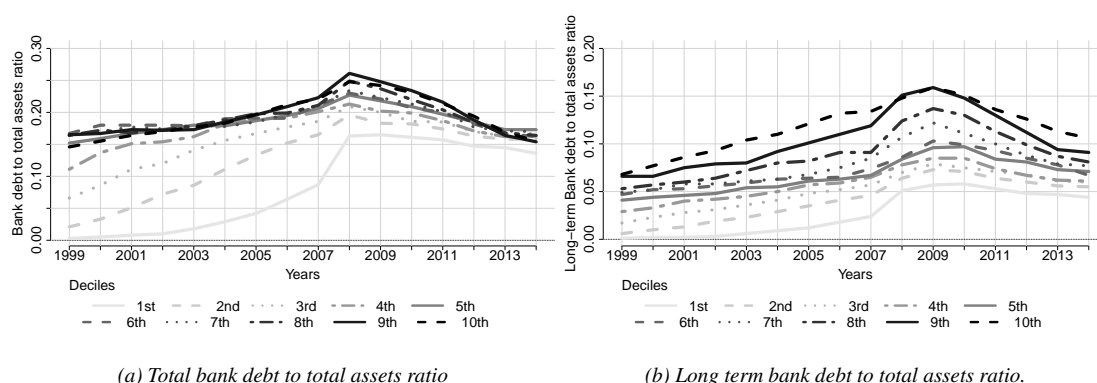 Bank debt to total assets ratio
0.00 0.10 0.20 0.30
1999 2001 2003 2005 2007 2009 2011 2013
Years
Deciles
1st 2nd 3rd 4th 5th
6th 7th 8th 9th 10th
(a) Total bank debt to total assets ratio
Long−term Bank debt to total assets ratio
0.00 0.05 0.10 0.15 0.20
1999 2001 2003 2005 2007 2009 2011 2013
Years
Deciles
1st 2nd 3rd 4th 5th
6th 7th 8th 9th 10th
(b) Long term bank debt to total assets ratio.